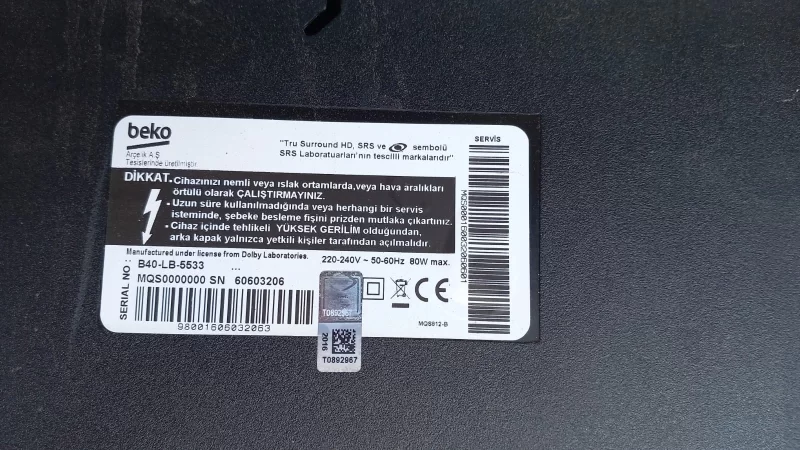 beko
Arçelik A.Ş
Tesislerinde Üretilmiştir
"Tru Surround HD, SRS ve sembolü
SRS Laboratuarları'nın tescilli markalarıdır"
SERVİS
DİKKAT.
- Cihazınızı nemli veya ıslak ortamlarda,veya hava aralıkları
örtülü olarak ÇALIŞTIRMAYINIZ.
- Uzun süre kullanılmadığında veya herhangi bir servis
isteminde, şebeke besleme fişini prizden mutlaka çıkartınız.
- Cihaz içinde tehlikeli YÜKSEK GERİLİM olduğundan,
arka kapak yalnızca yetkili kişiler tarafından açılmalıdır.
Manufactured under license from Dolby Laboratories.
220-240V ~ 50-60Hz 80W max.
SERIAL NO :
B40-LB-5533 ...
MQS0000000 SN 60603206
98001606032063
T0892967
2016
T0892967
CE
MQS812-B